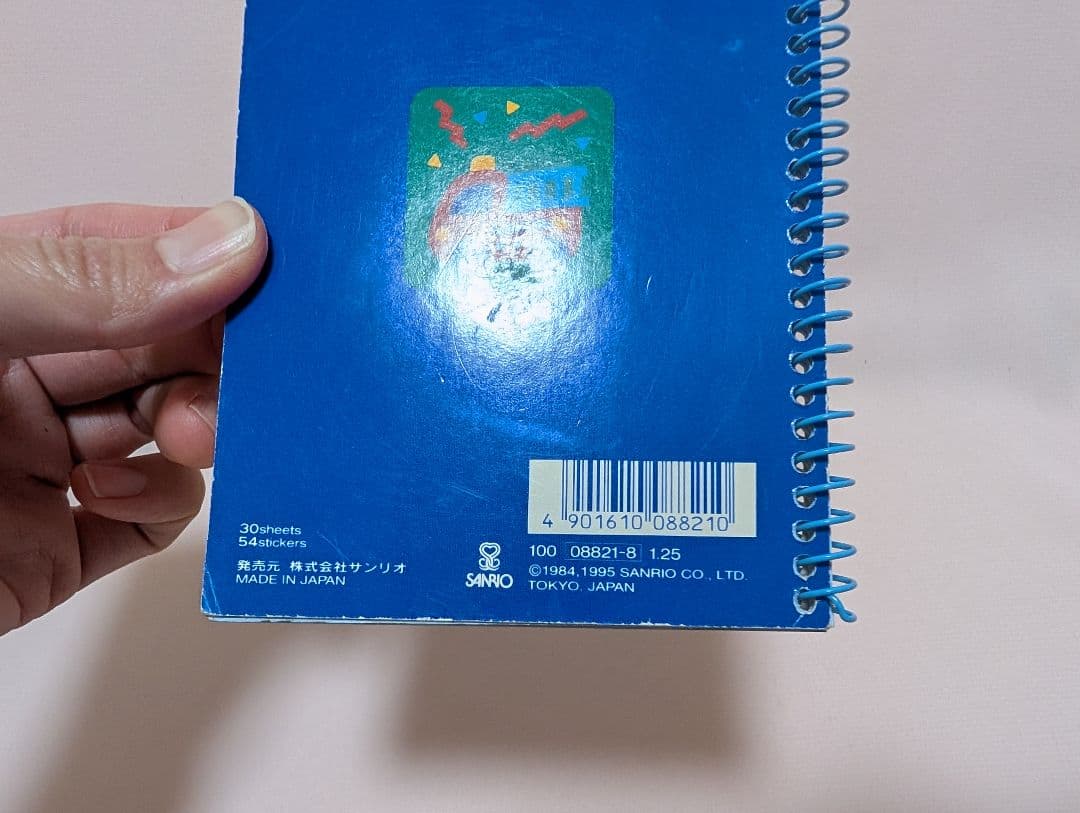 30sheets
54stickers
発売元 株式会社サンリオ
MADE IN JAPAN
SANRIO
4 901610 088210
100 08821-8 1.25
©1984,1995 SANRIO CO., LTD.
TOKYO, JAPAN